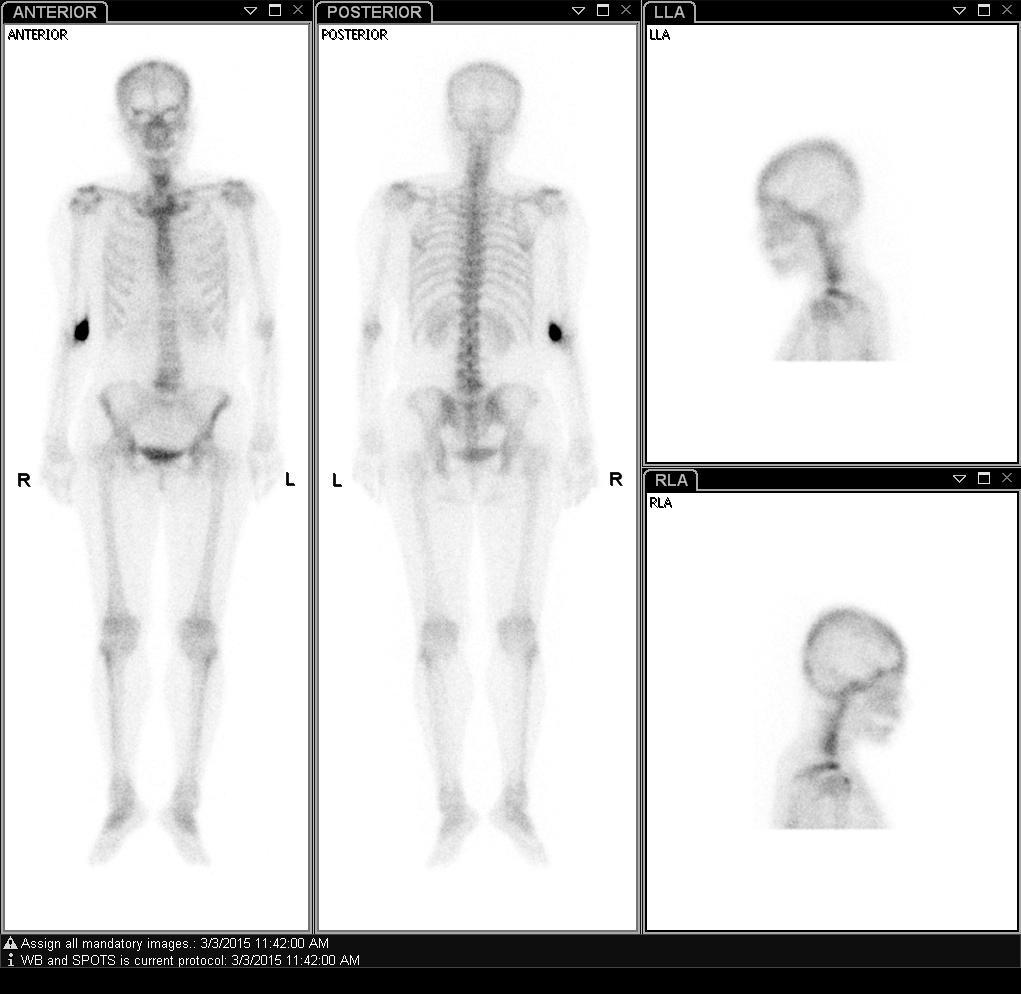 ANTERIOR
POSTERIOR
LLA
ANTERIOR
POSTERIOR
LLA
R
L
L
R
RLA
RLA
Assign all mandatory images.: 3/3/2015 11:42:00 AM
WB and SPOTS is current protocol: 3/3/2015 11:42:00 AM